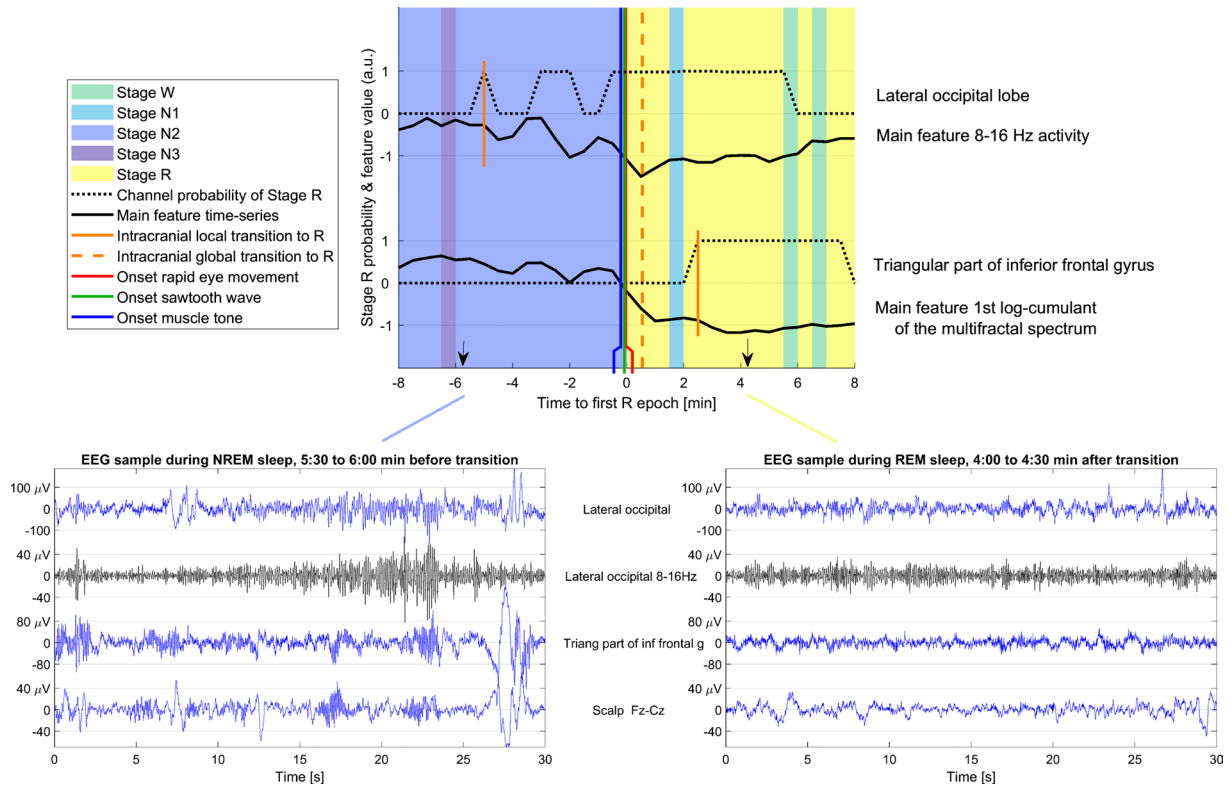 Stage W
Stage N1
Stage N2
Stage N3
Stage R
Channel probability of Stage R
Main feature time-series
Intracranial local transition to R
Intracranial global transition to R
Onset rapid eye movement
Onset sawtooth wave
Onset muscle tone
Stage R probability & feature value (a.u.)
1
0
-1
1
0
-1
-8
-6
-4
-2
0
2
4
6
8
Time to first R epoch [min]
Lateral occipital lobe
Main feature 8-16 Hz activity
Triangular part of inferior frontal gyrus
Main feature 1st log-cumulant
of the multifractal spectrum
EEG sample during NREM sleep, 5:30 to 6:00 min before transition
100 μV
0
-100
40 μV
0
-40
80 μV
0
-80
40 μV
0
-40
0
5
10
15
20
25
30
Time [s]
Lateral occipital
Lateral occipital 8-16Hz
Triang part of inf frontal g
Scalp Fz-Cz
EEG sample during REM sleep, 4:00 to 4:30 min after transition
100 μV
0
-100
40 μV
0
-40
80 μV
0
-80
40 μV
0
-40
0
5
10
15
20
25
30
Time [s]